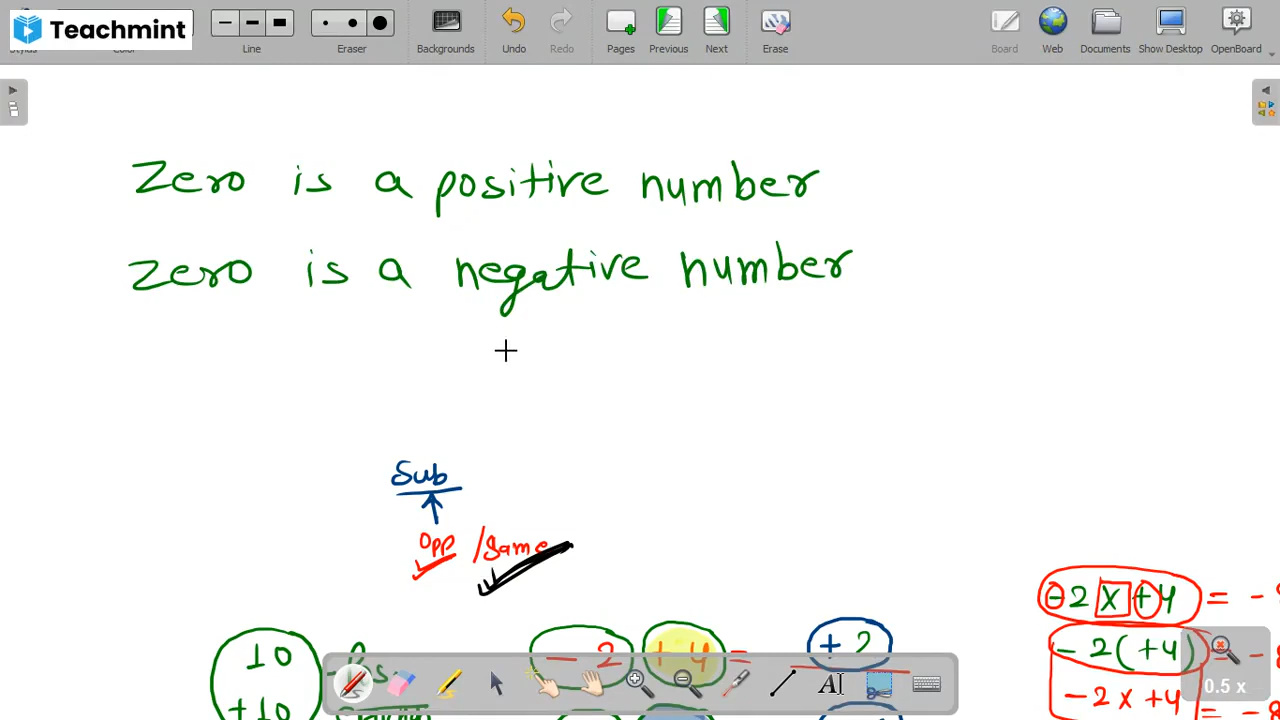 Teachmint
Line
Eraser
Backgrounds
Undo
Redo
Pages
Previous
Next
Erase
Board
Web
Documents
Show Desktop
OpenBoard
Zero is a positive number
zero is a negative number
Sub
Opp / Same
- 2 x + 4 = -
10
- 2 + 4 = + 2
- 2 (+4) = -
+10
- 2 x + 4 = -
0.5 x